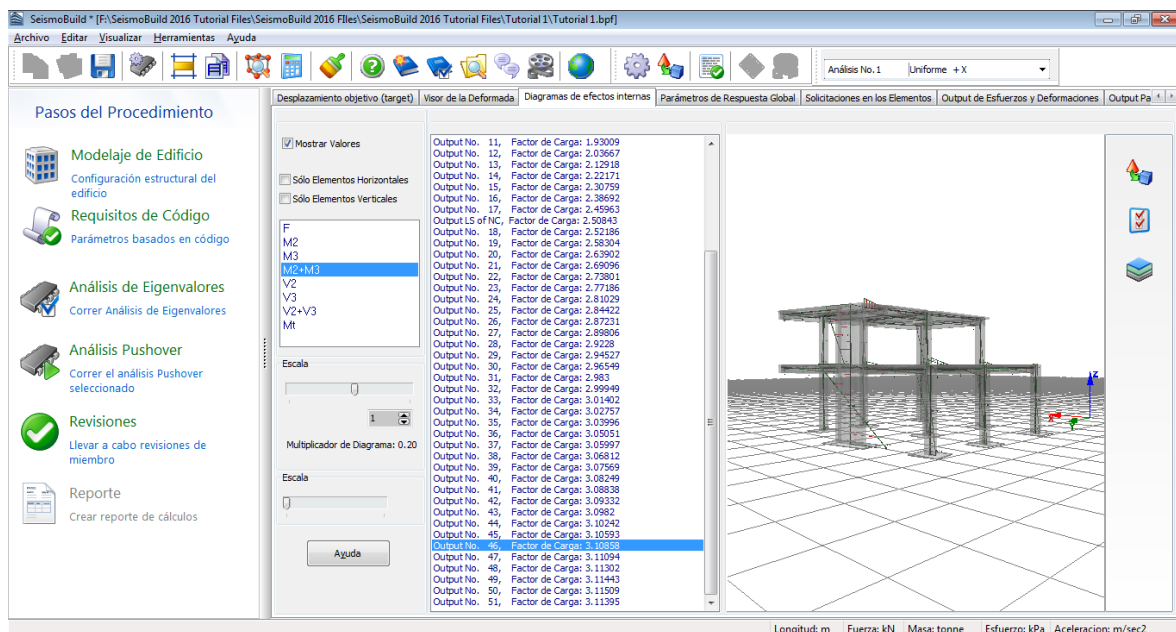 SeismoBuild * [F:\SeismoBuild 2016 Tutorial Files\SeismoBuild 2016 FIles\SeismoBuild 2016 Tutorial Files\Tutorial 1\Tutorial 1.bpf]
Archivo Editar Visualizar Herramientas Ayuda
Análisis No. 1 Uniforme +X
Desplazamiento objetivo (target) Visor de la Deformada Diagramas de efectos internas Parámetros de Respuesta Global Solicitaciones en los Elementos Output de Esfuerzos y Deformaciones Output Pa
Pasos del Procedimiento
Modelaje de Edificio
Configuración estructural del
edificio
Requisitos de Código
Parámetros basados en código
Análisis de Eigenvalores
Correr Análisis de Eigenvalores
Análisis Pushover
Correr el análisis Pushover
seleccionado
Revisiones
Llevar a cabo revisiones de
miembro
Reporte
Crear reporte de cálculos
Mostrar Valores
Sólo Elementos Horizontales
Sólo Elementos Verticales
F
M2
M3
M2+M3
V2
V3
V2+V3
Mt
Escala
1
Multiplicador de Diagrama: 0.20
Escala
Ayuda
Output No. 11, Factor de Carga: 1.93009
Output No. 12, Factor de Carga: 2.03667
Output No. 13, Factor de Carga: 2.12918
Output No. 14, Factor de Carga: 2.22171
Output No. 15, Factor de Carga: 2.30759
Output No. 16, Factor de Carga: 2.38692
Output No. 17, Factor de Carga: 2.45963
Output LS of NC, Factor de Carga: 2.50843
Output No. 18, Factor de Carga: 2.52186
Output No. 19, Factor de Carga: 2.58304
Output No. 20, Factor de Carga: 2.63902
Output No. 21, Factor de Carga: 2.69096
Output No. 22, Factor de Carga: 2.73801
Output No. 23, Factor de Carga: 2.77186
Output No. 24, Factor de Carga: 2.81029
Output No. 25, Factor de Carga: 2.84422
Output No. 26, Factor de Carga: 2.87231
Output No. 27, Factor de Carga: 2.89806
Output No. 28, Factor de Carga: 2.9228
Output No. 29, Factor de Carga: 2.94527
Output No. 30, Factor de Carga: 2.96549
Output No. 31, Factor de Carga: 2.983
Output No. 32, Factor de Carga: 2.99949
Output No. 33, Factor de Carga: 3.01402
Output No. 34, Factor de Carga: 3.02757
Output No. 35, Factor de Carga: 3.03996
Output No. 36, Factor de Carga: 3.05051
Output No. 37, Factor de Carga: 3.05997
Output No. 38, Factor de Carga: 3.06812
Output No. 39, Factor de Carga: 3.07569
Output No. 40, Factor de Carga: 3.08249
Output No. 41, Factor de Carga: 3.08838
Output No. 42, Factor de Carga: 3.09332
Output No. 43, Factor de Carga: 3.0982
Output No. 44, Factor de Carga: 3.10242
Output No. 45, Factor de Carga: 3.10593
Output No. 46, Factor de Carga: 3.10858
Output No. 47, Factor de Carga: 3.11094
Output No. 48, Factor de Carga: 3.11302
Output No. 49, Factor de Carga: 3.11443
Output No. 50, Factor de Carga: 3.11509
Output No. 51, Factor de Carga: 3.11395
Z
Longitud: m Fuerza: kN Masa: tonne Esfuerzo: kPa Aceleracion: m/sec2